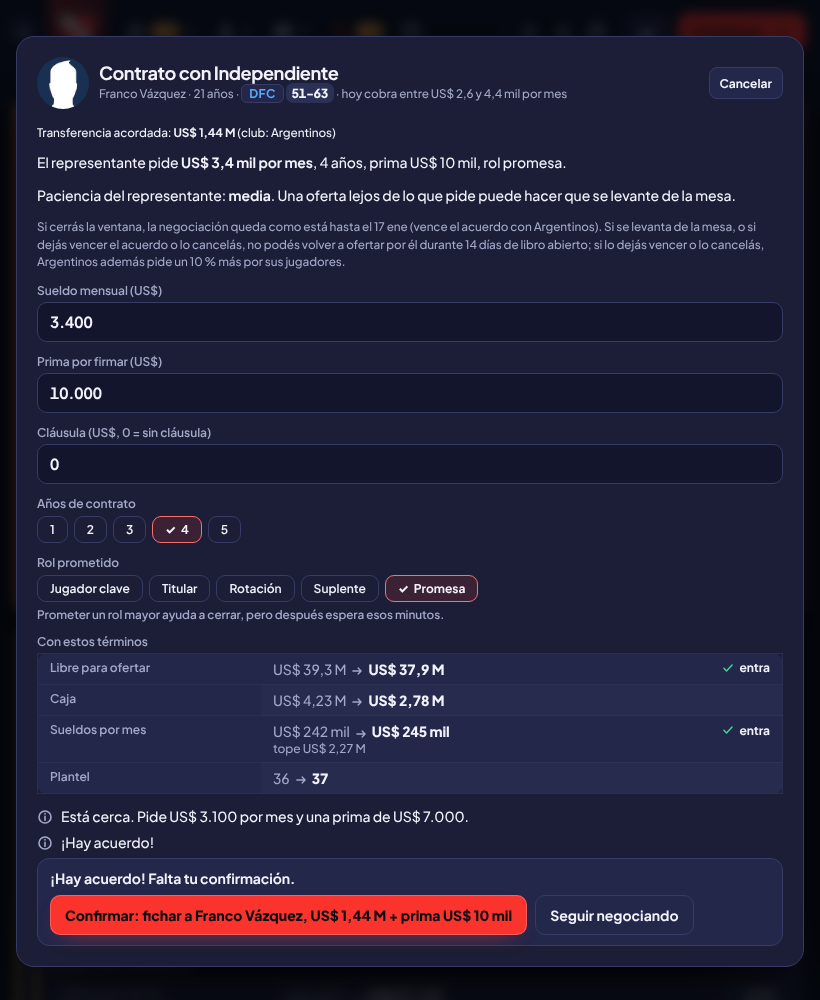 Contrato con Independiente
Franco Vázquez · 21 años · DFC 51–63 · hoy cobra entre US$ 2,6 y 4,4 mil por mes
Cancelar
Transferencia acordada: US$ 1,44 M (club: Argentinos)
El representante pide US$ 3,4 mil por mes, 4 años, prima US$ 10 mil, rol promesa.
Paciencia del representante: media. Una oferta lejos de lo que pide puede hacer que se levante de la mesa.
Si cerrás la ventana, la negociación queda como está hasta el 17 ene (vence el acuerdo con Argentinos). Si se levanta de la mesa, o si
dejás vencer el acuerdo o lo cancelás, no podés volver a ofertar por él durante 14 días de libro abierto; si lo dejás vencer o lo cancelás,
Argentinos además pide un 10 % más por sus jugadores.
Sueldo mensual (US$)
3.400
Prima por firmar (US$)
10.000
Cláusula (US$, 0 = sin cláusula)
0
Años de contrato
1 2 3 ✓ 4 5
Rol prometido
Jugador clave Titular Rotación Suplente ✓ Promesa
Prometer un rol mayor ayuda a cerrar, pero después espera esos minutos.
Con estos términos
Libre para ofertar US$ 39,3 M → US$ 37,9 M ✓ entra
Caja US$ 4,23 M → US$ 2,78 M
Sueldos por mes US$ 242 mil → US$ 245 mil ✓ entra
tope US$ 2,27 M
Plantel 36 → 37
Está cerca. Pide US$ 3.100 por mes y una prima de US$ 7.000.
¡Hay acuerdo!
¡Hay acuerdo! Falta tu confirmación.
Confirmar: fichar a Franco Vázquez, US$ 1,44 M + prima US$ 10 mil
Seguir negociando